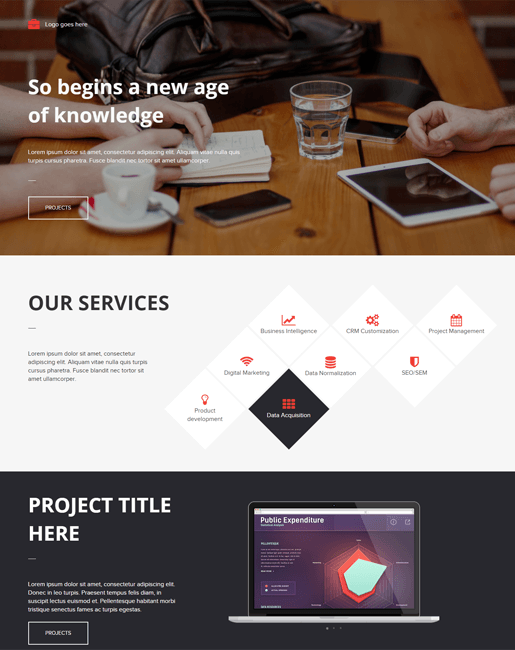 Logo goes here
So begins a new age
of knowledge
Lorem ipsum dolor sit amet, consectetur adipiscing elit. Aliquam vitae nulla quis
turpis cursus pharetra. Fusce blandit nec tortor sit amet ullamcorper.
PROJECTS
OUR SERVICES
Lorem ipsum dolor sit amet, consectetur
adipiscing elit. Aliquam vitae nulla quis turpis
cursus pharetra. Fusce blandit nec tortor sit
amet ullamcorper.
Business Intelligence
CRM Customization
Project Management
Digital Marketing
Data Normalization
SEO/SEM
Product
development
Data Acquisition
PROJECT TITLE
HERE
Lorem ipsum dolor sit amet, consectetur adipiscing elt.
Donec in leo turpis. Praesent tempus felis diam, in
suscipit lectus euismod et. Pellentesque habitant morbi
tristique senectus fames ac turpis egestas.
PROJECTS
Public Expenditure